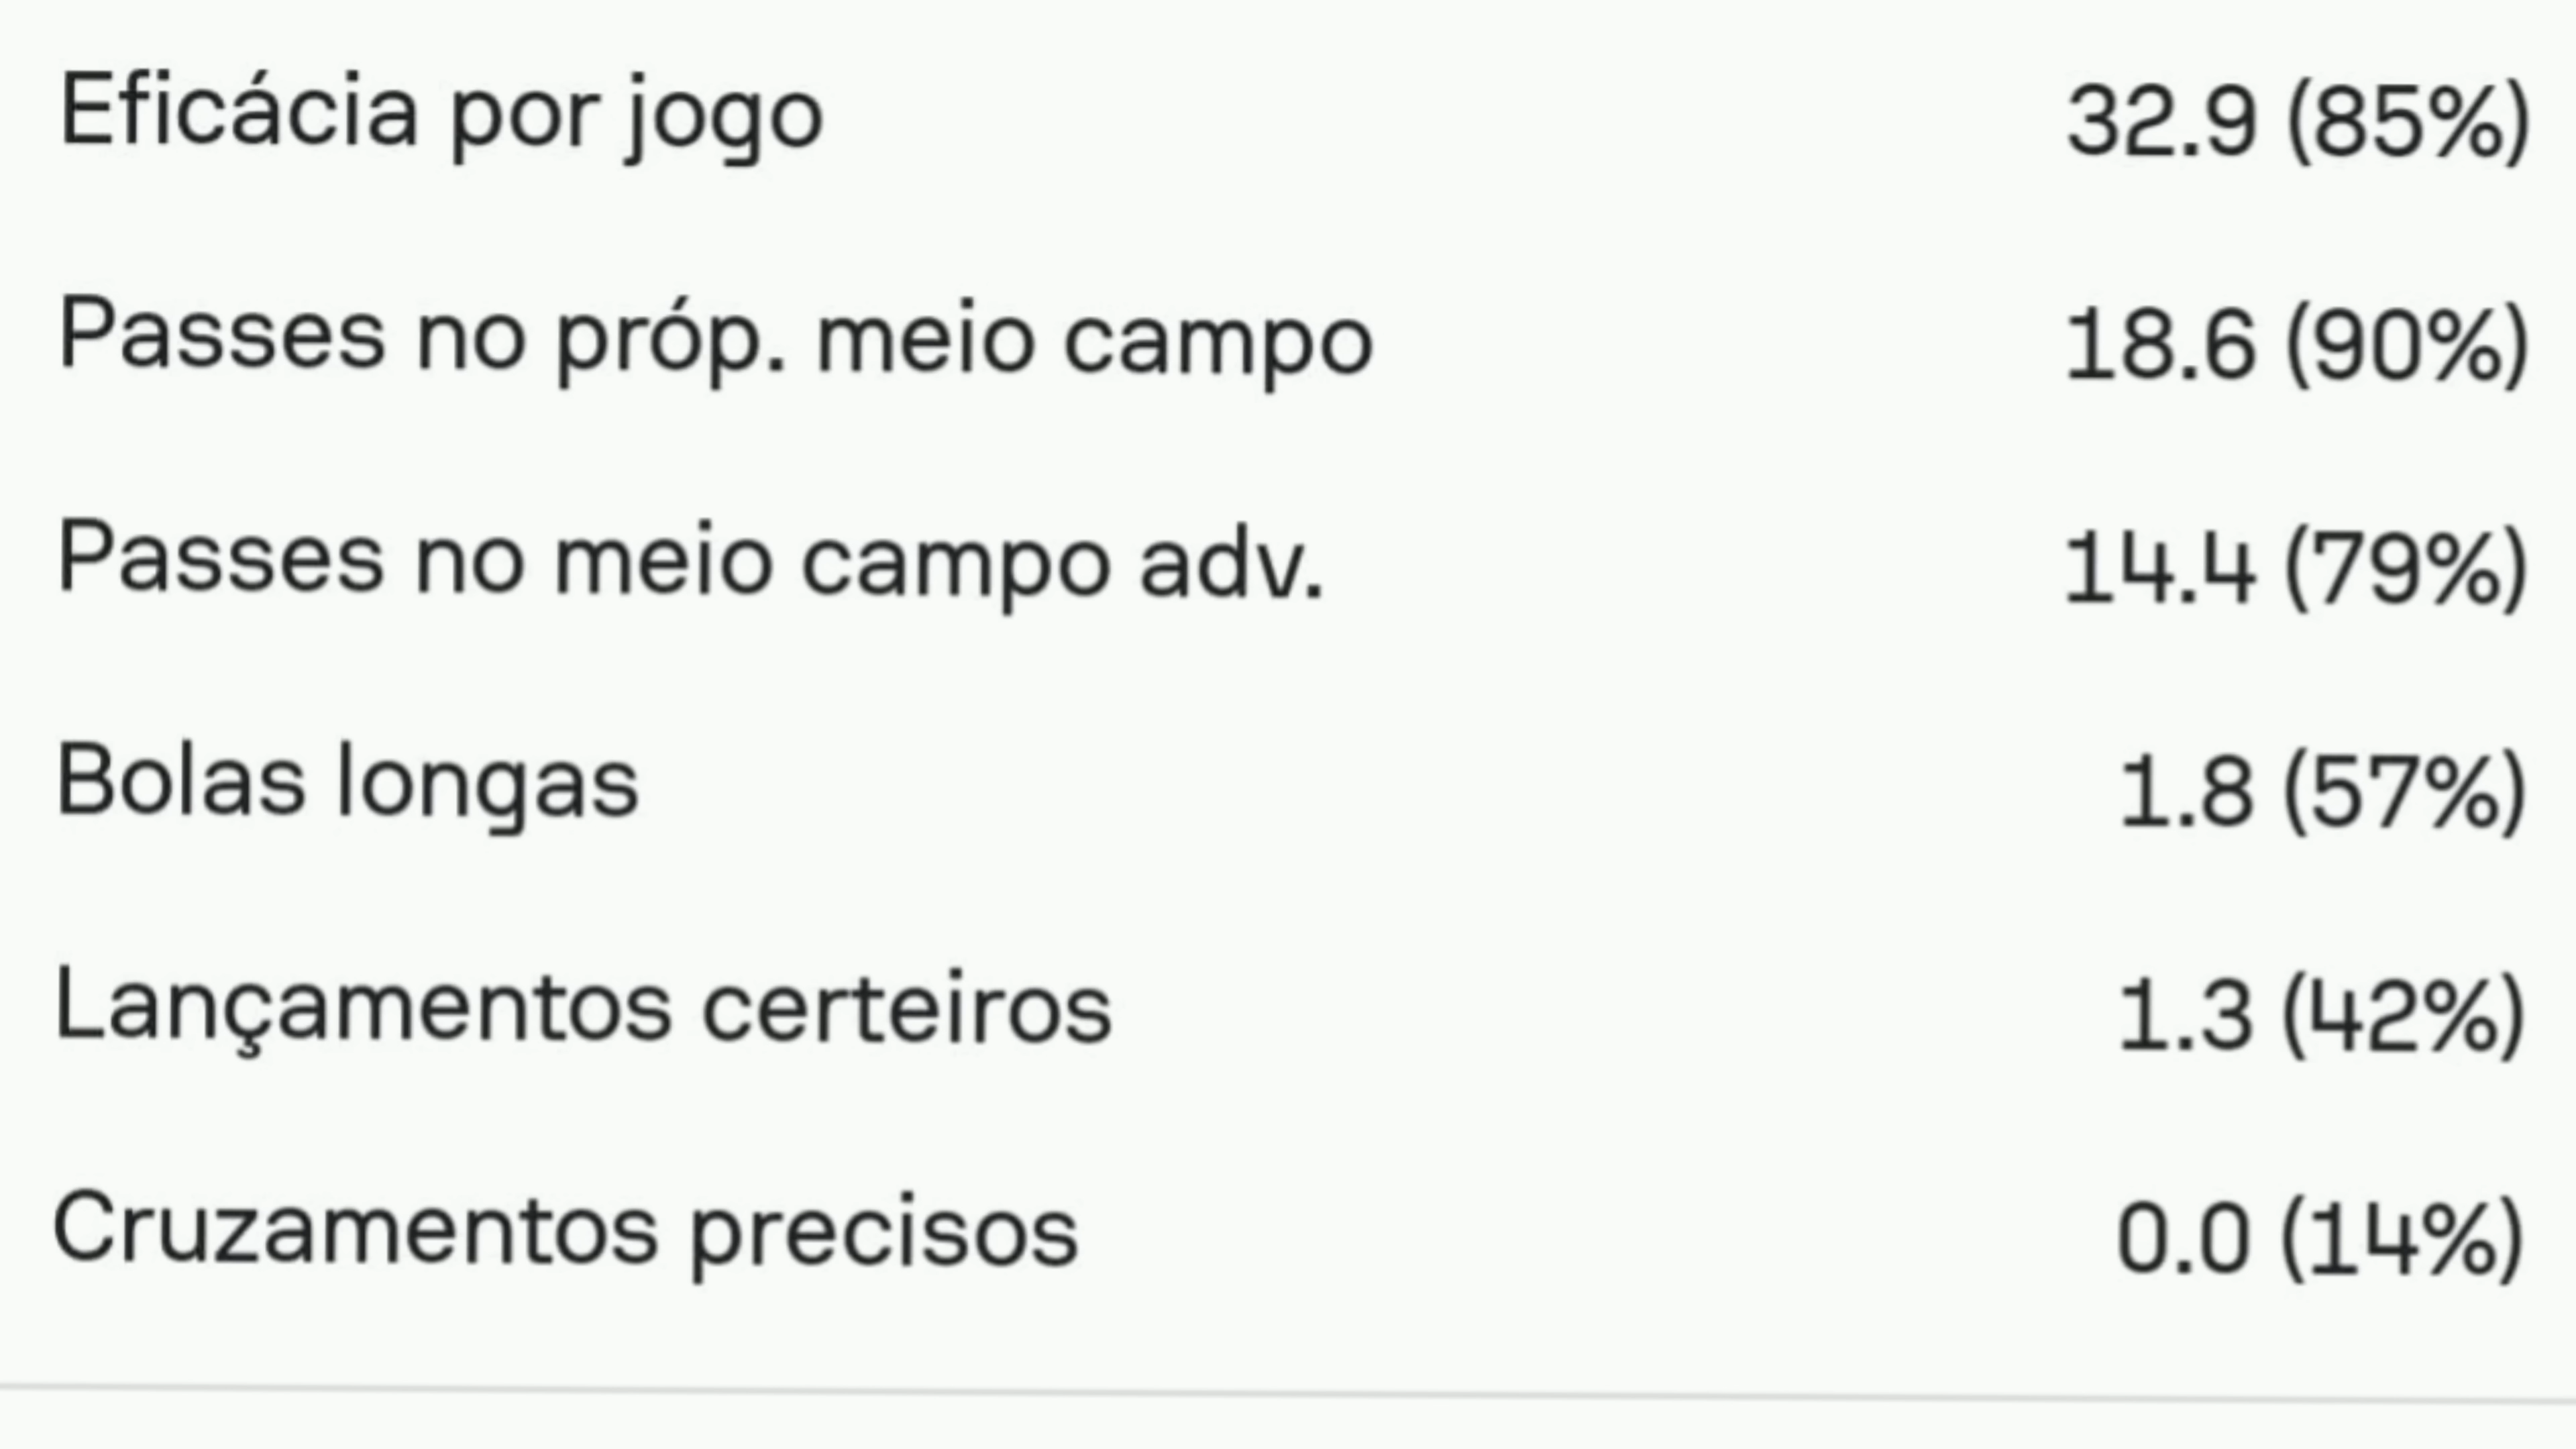 Eficácia por jogo 32.9 (85%)
Passes no próp. meio campo 18.6 (90%)
Passes no meio campo adv. 14.4 (79%)
Bolas longas 1.8 (57%)
Lançamentos certeiros 1.3 (42%)
Cruzamentos precisos 0.0 (14%)